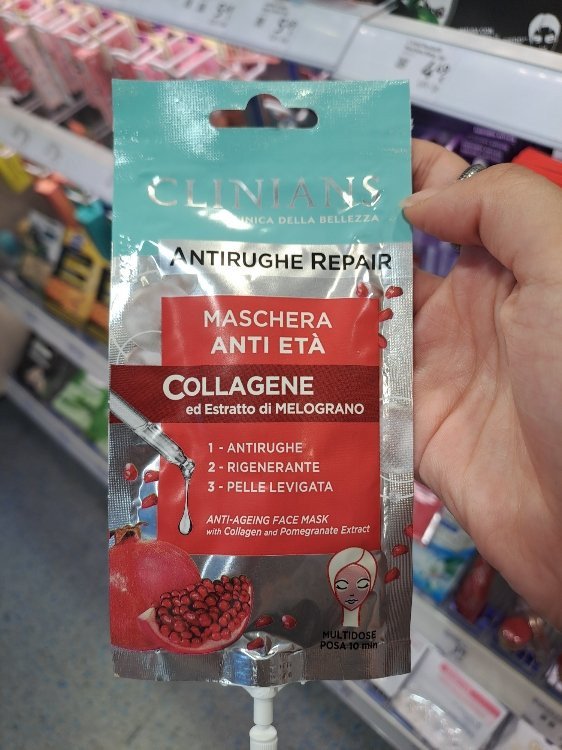 CLINIANS
CLINICA DELLA BELLEZZA
ANTIRUGHE REPAIR
MASCHERA
ANTI ETÀ
COLLAGENE
ed Estratto di MELOGRANO
1 - ANTIRUGHE
2 - RIGENERANTE
3 - PELLE LEVIGATA
ANTI-AGEING FACE MASK
with Collagen and Pomegranate Extract
MULTIDOSE
POSA 10 min